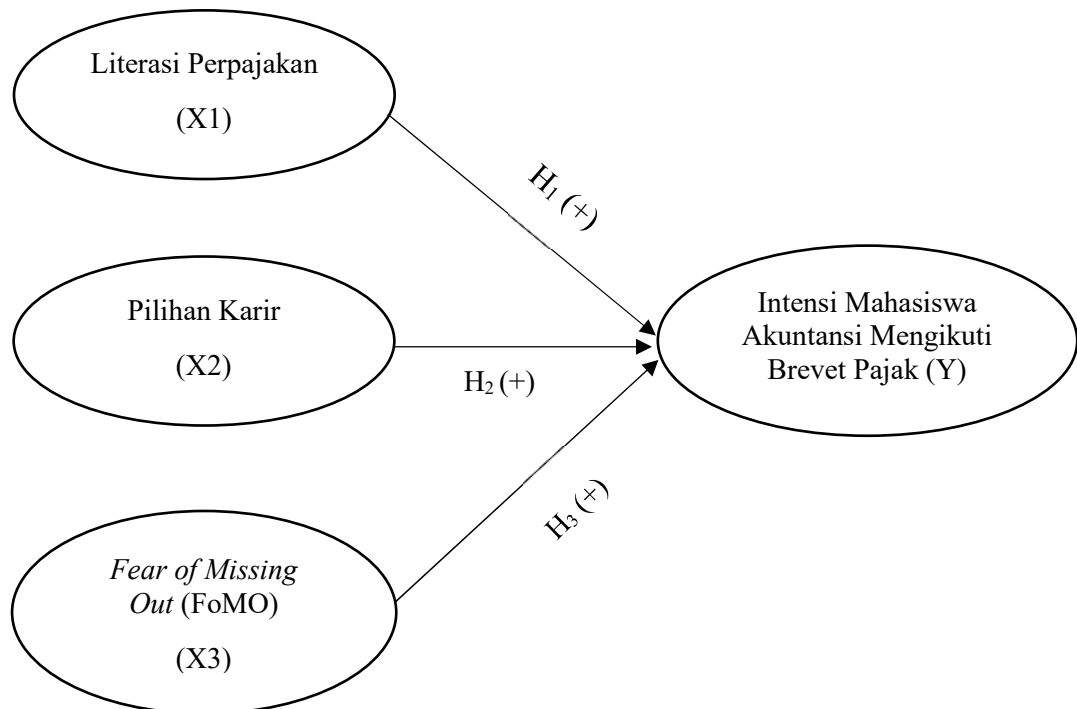 Literasi Perpajakan
(X1)
H₁ (+)
Pilihan Karir
(X2)
H₂ (+)
Intensi Mahasiswa
Akuntansi Mengikuti
Brevet Pajak (Y)
H₃ (+)
Fear of Missing
Out (FoMO)
(X3)